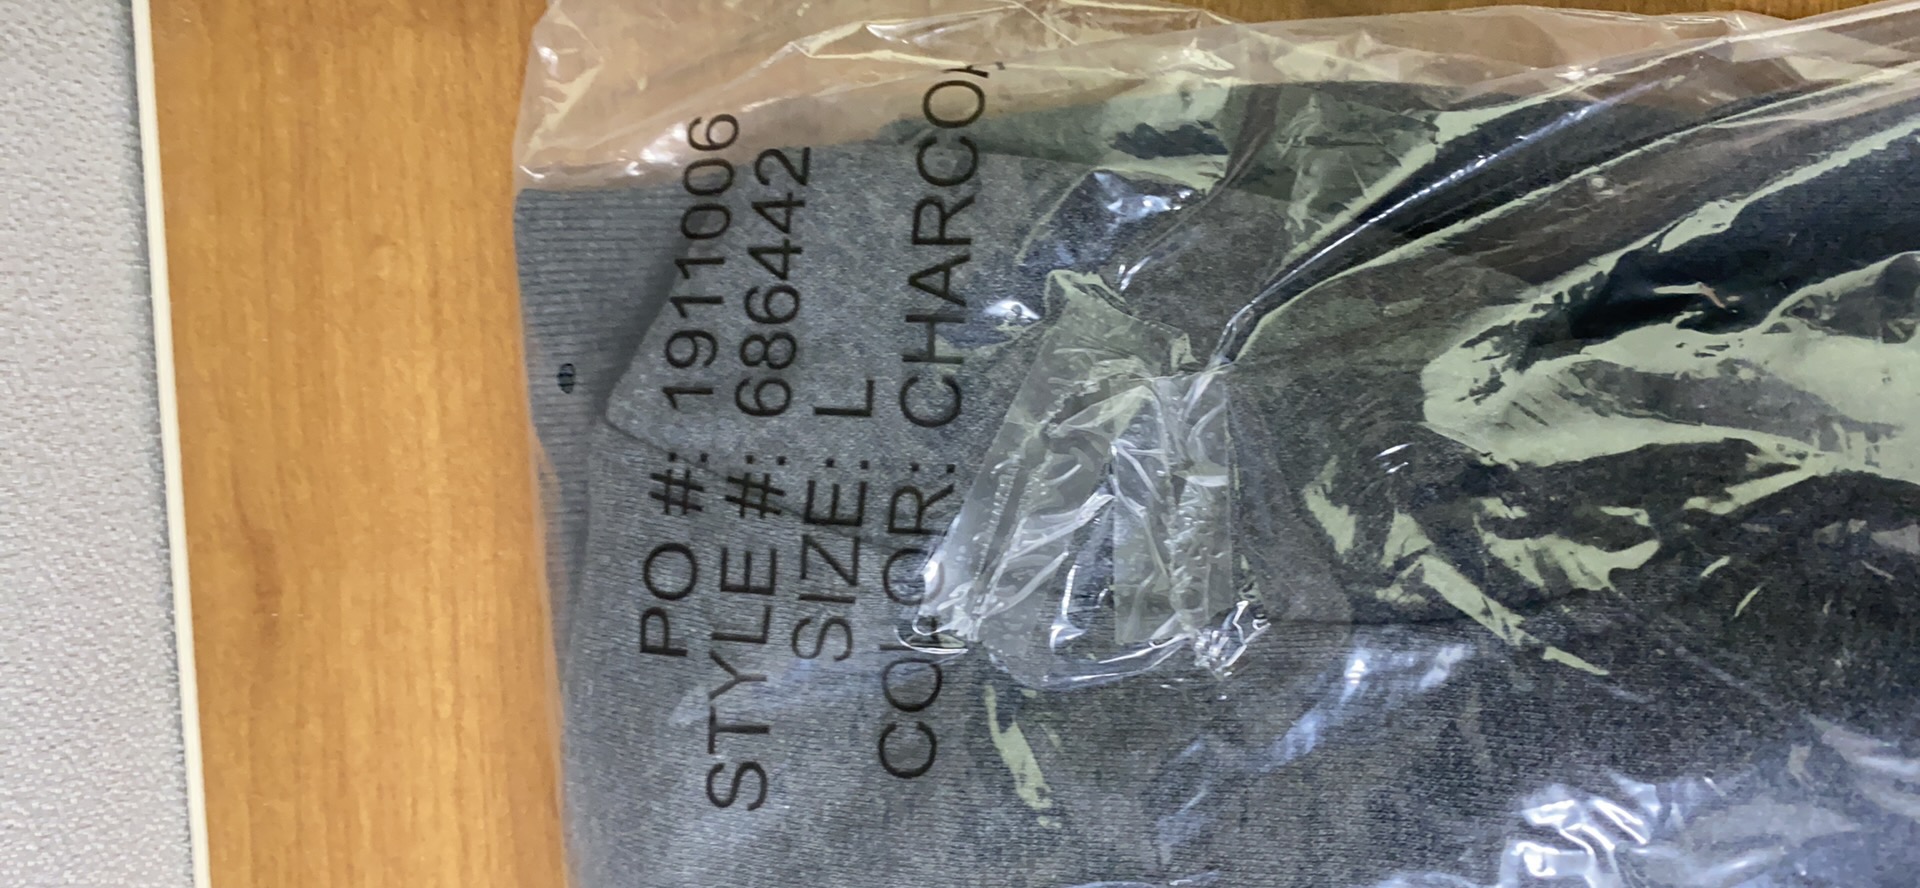 PO #: 1911006
STYLE #: 686442
SIZE: L
COLOR: CHARCO